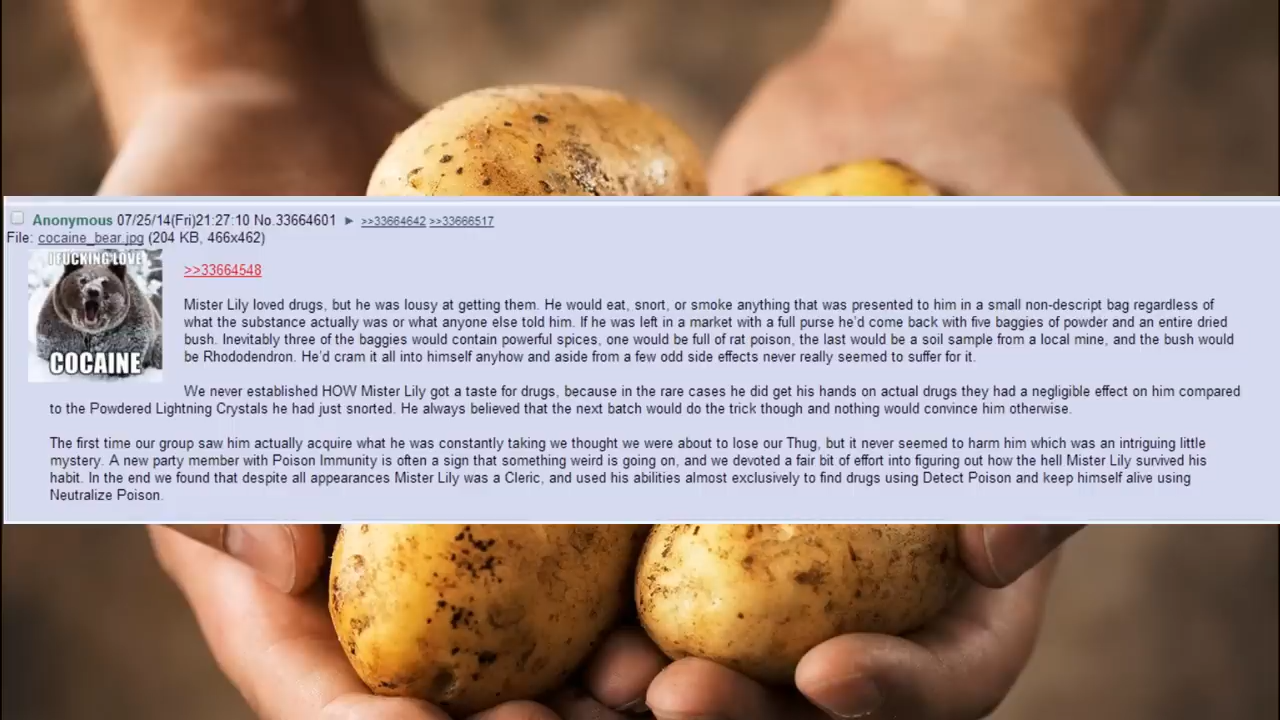 Anonymous 07/25/14(Fri)21:27:10 No.33664601 ▶ >>33664642 >>33666517
File: cocaine_bear.jpg (204 KB, 466x462)
I FUCKING LOVE
COCAINE
>>33664548
Mister Lily loved drugs, but he was lousy at getting them. He would eat, snort, or smoke anything that was presented to him in a small non-descript bag regardless of
what the substance actually was or what anyone else told him. If he was left in a market with a full purse he'd come back with five baggies of powder and an entire dried
bush. Inevitably three of the baggies would contain powerful spices, one would be full of rat poison, the last would be a soil sample from a local mine, and the bush would
be Rhododendron. He'd cram it all into himself anyhow and aside from a few odd side effects never really seemed to suffer for it.
We never established HOW Mister Lily got a taste for drugs, because in the rare cases he did get his hands on actual drugs they had a negligible effect on him compared
to the Powdered Lightning Crystals he had just snorted. He always believed that the next batch would do the trick though and nothing would convince him otherwise.
The first time our group saw him actually acquire what he was constantly taking we thought we were about to lose our Thug, but it never seemed to harm him which was an intriguing little
mystery. A new party member with Poison Immunity is often a sign that something weird is going on, and we devoted a fair bit of effort into figuring out how the hell Mister Lily survived his
habit. In the end we found that despite all appearances Mister Lily was a Cleric, and used his abilities almost exclusively to find drugs using Detect Poison and keep himself alive using
Neutralize Poison.